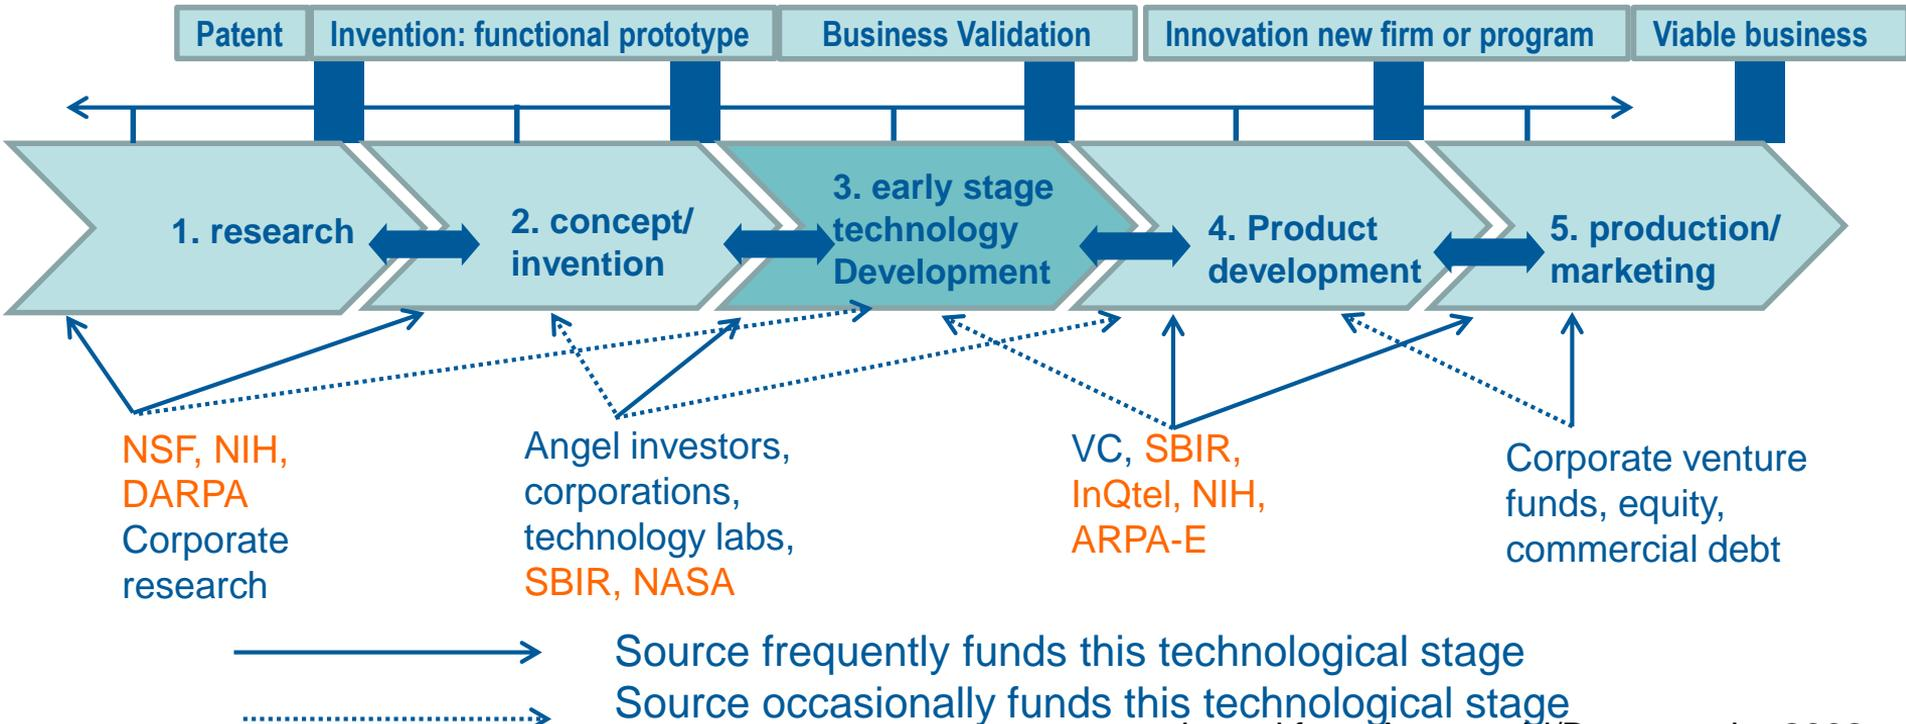 Patent
Invention: functional prototype
Business Validation
Innovation new firm or program
Viable business
1. research
2. concept/
invention
3. early stage
technology
Development
4. Product
development
5. production/
marketing
NSF, NIH,
DARPA
Corporate
research
Angel investors,
corporations,
technology labs,
SBIR, NASA
VC, SBIR,
InQtel, NIH,
ARPA-E
Corporate venture
funds, equity,
commercial debt
Source frequently funds this technological stage
Source occasionally funds this technological stage